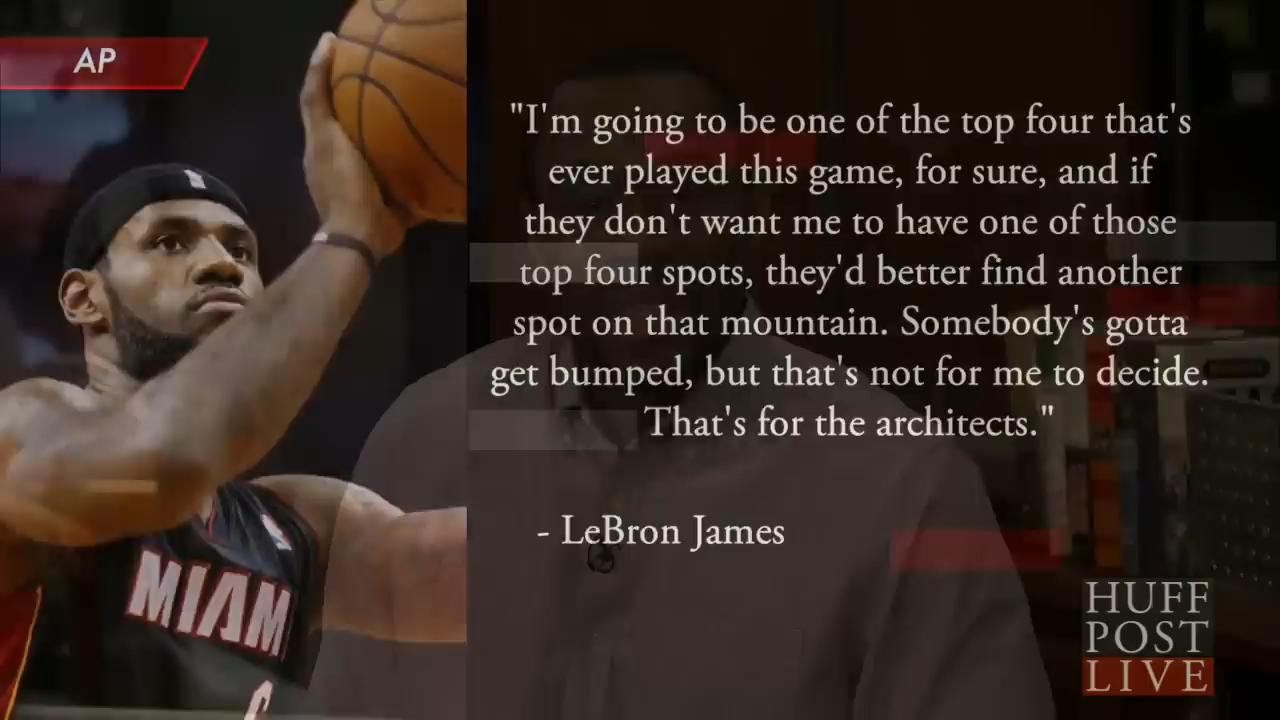 AP
"I'm going to be one of the top four that's
ever played this game, for sure, and if
they don't want me to have one of those
top four spots, they'd better find another
spot on that mountain. Somebody's gotta
get bumped, but that's not for me to decide.
That's for the architects."
- LeBron James
MIAMI
HUFF
POST
LIVE